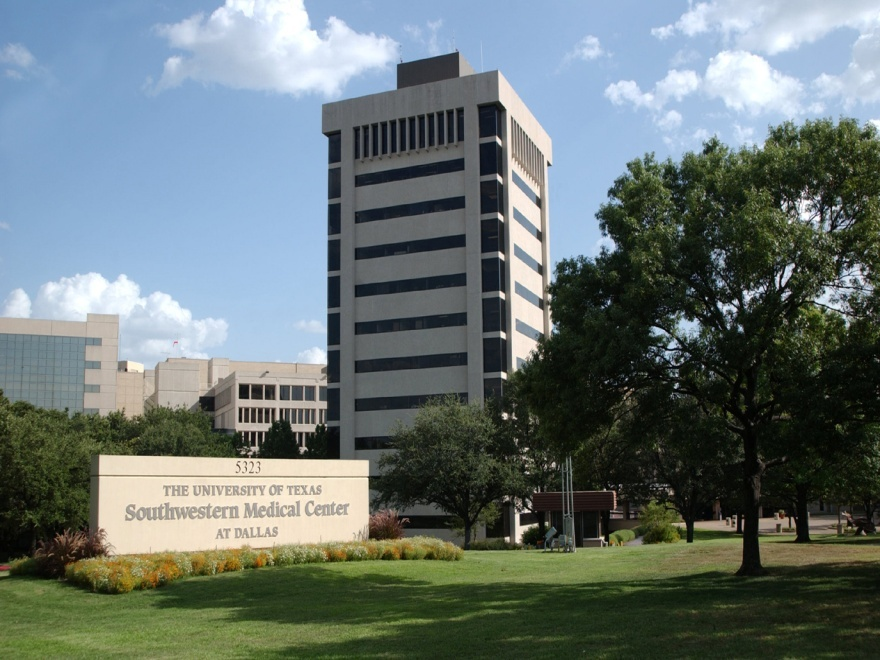 5323
THE UNIVERSITY OF TEXAS
Southwestern Medical Center
AT DALLAS